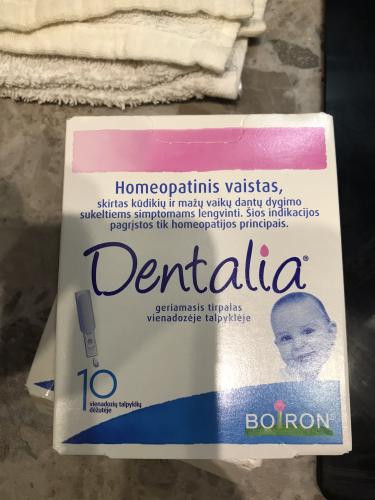 Homeopatinis vaistas,
skirtas kūdikių ir mažų vaikų dantų dygimo
sukeltiems simptomams lengvinti. Šios indikacijos
pagrįstos tik homeopatijos principais.
Dentalia®
geriamasis tirpalas
vienadozėje talpyklėje
10
vienadozių talpyklių
dėžutėje
BOIRON